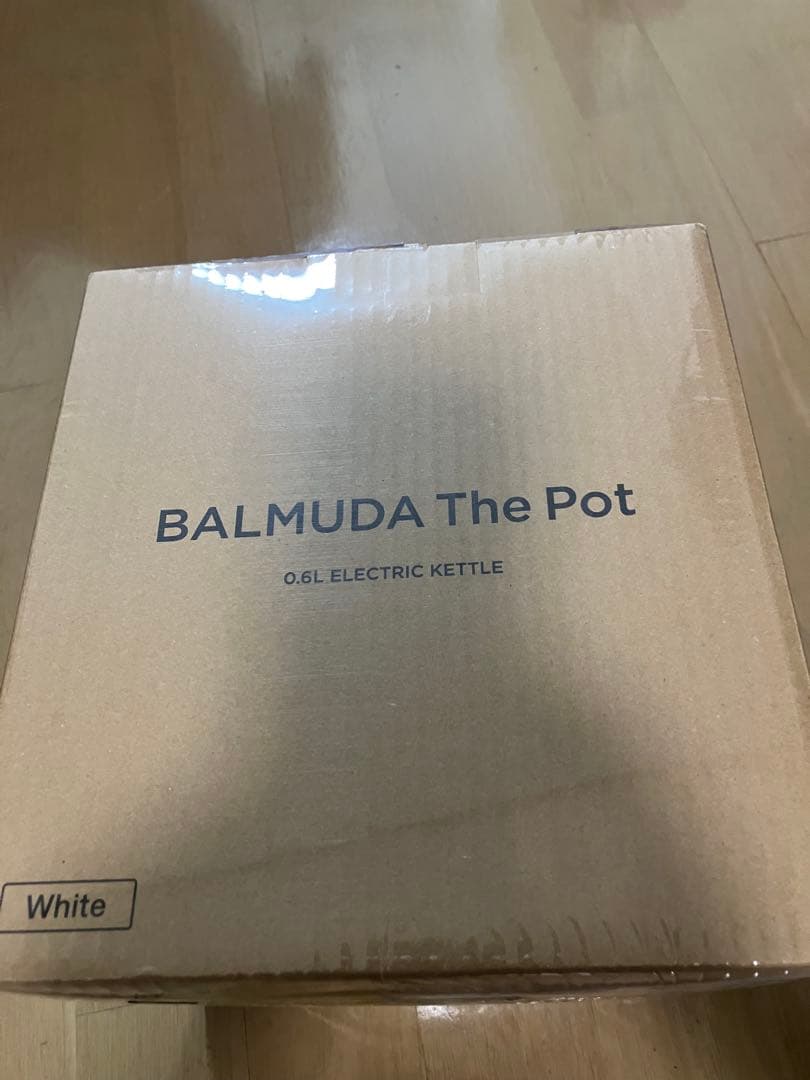 BALMUDA The Pot
0.6L ELECTRIC KETTLE
White